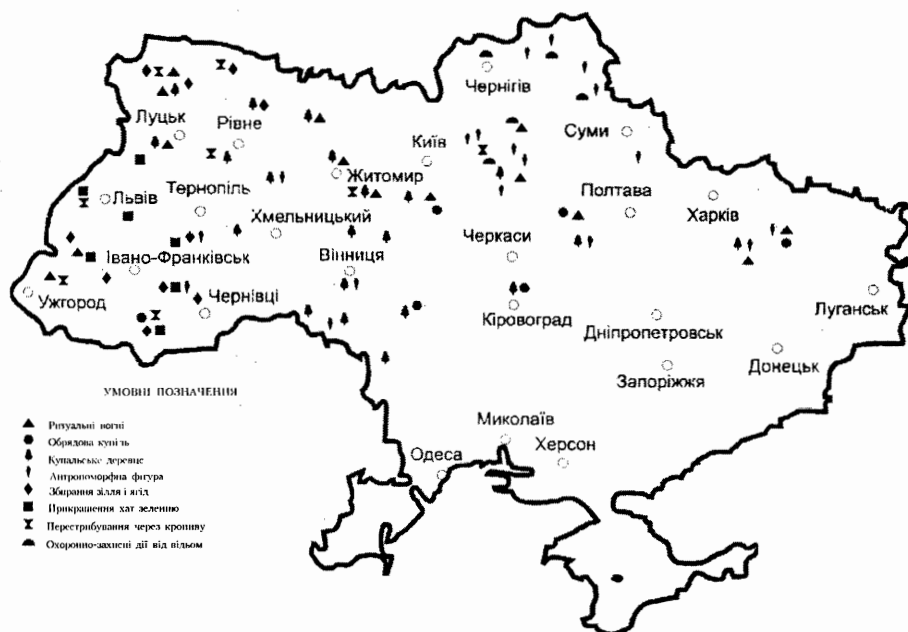 Чернігів
Суми
Луцьк
Рівне
Київ
Житомир
Львів
Тернопіль
Полтава
Харків
Хмельницький
Черкаси
Івано-Франківськ
Вінниця
Ужгород
Чернівці
Кіровоград
Луганськ
Дніпропетровськ
Донецьк
Запоріжжя
Миколаїв
Одеса
Херсон
УМОВНІ ПОЗНАЧЕННЯ
Ритуальні вогні
Обрядова купіль
Купальське деревце
Антропоморфна фігура
Збирання зілля і ягід
Прикрашення хат зеленню
Перестрибування через кропиву
Охоронно-захисні дії від відьом